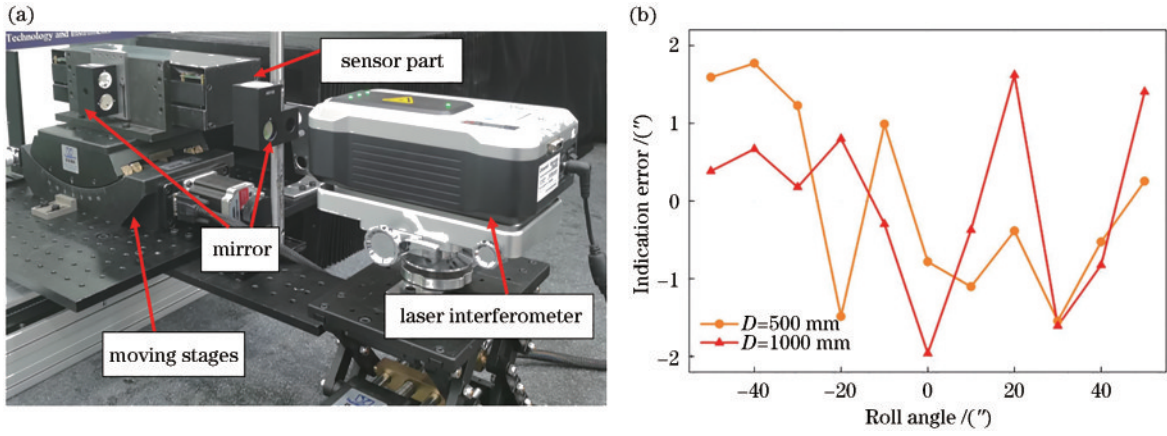 (a)
Technology and Instrument
sensor part
mirror
laser interferometer
moving stages
(b)
Indication error /(″)
2
1
0
-1
-2
D=500 mm
D=1000 mm
-40
-20
0
20
40
Roll angle /(″)